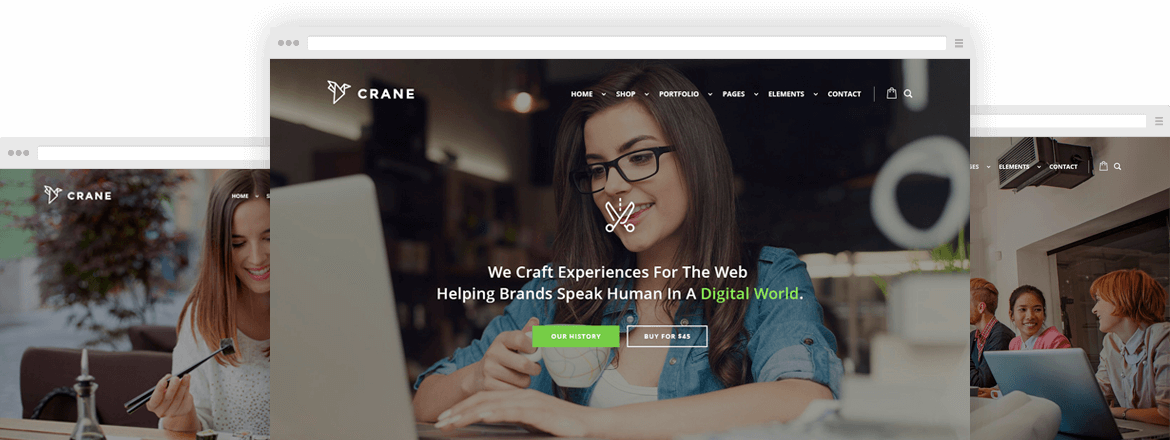 CRANE
HOME
SHOP
PORTFOLIO
PAGES
ELEMENTS
CONTACT
We Craft Experiences For The Web
Helping Brands Speak Human In A Digital World.
OUR HISTORY
BUY FOR $45
CRANE
HOME
S
GES
ELEMENTS
CONTACT